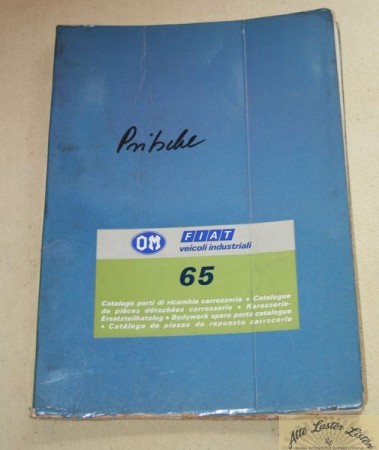 Pritsche
OM FIAT
veicoli industriali
65
Catalogo parti di ricambio carrozzeria • Catalogue
de pièces détachées carrosserie • Karosserie-
Ersatzteilkatalog • Bodywork spare parts catalogue
• Catálogo de piezas de repuesto carrocería
Alte Laster Listen